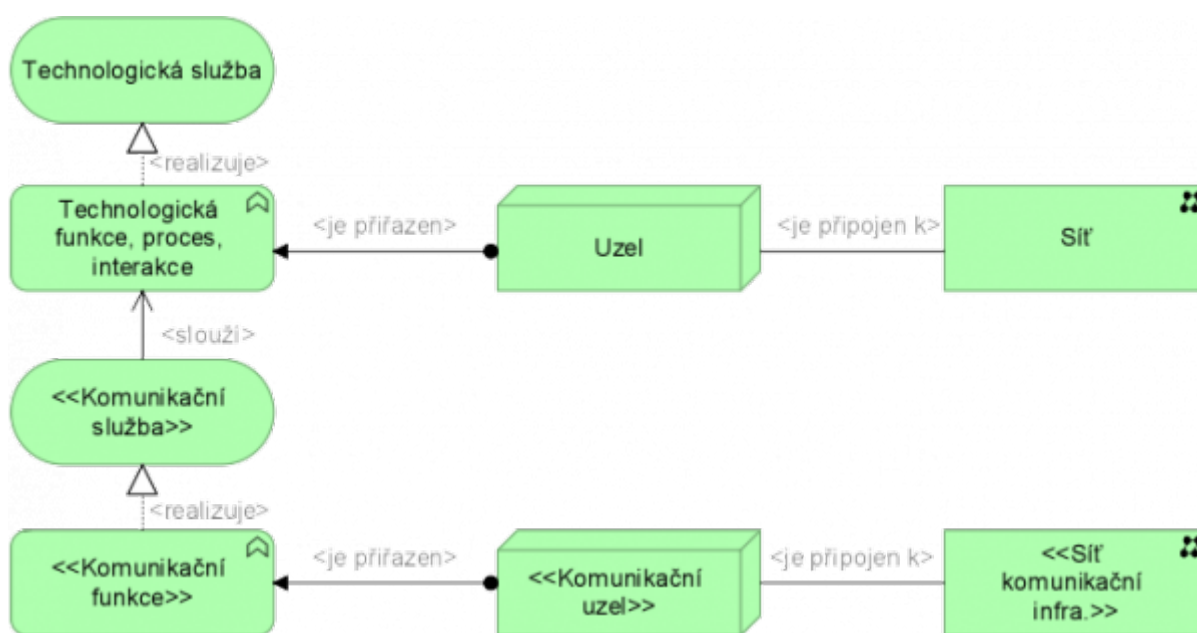 Technologická služba
<realizuje>
Technologická
funkce, proces,
interakce
<je přiřazen>
Uzel
<je připojen k>
Síť
<slouží>
<<Komunikační
služba>>
<realizuje>
<<Komunikační
funkce>>
<je přiřazen>
<<Komunikační
uzel>>
<je připojen k>
<<Síť
komunikační
infra.>>